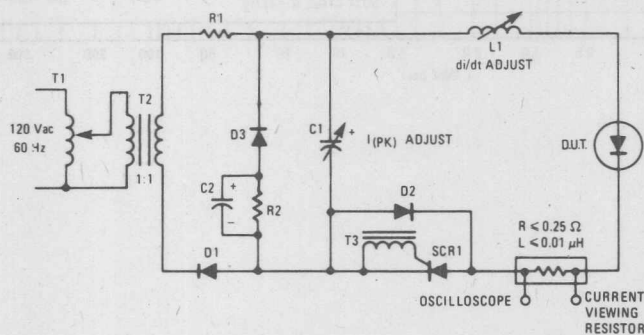 R1
L1
di/dt ADJUST
T1
T2
120 Vac
60 Hz
1:1
D3
C1
+
I(PK) ADJUST
D.U.T.
C2
+
−
R2
D2
T3
SCR1
D1
R < 0.25 Ω
L < 0.01 μH
OSCILLOSCOPE
CURRENT
VIEWING
RESISTOR